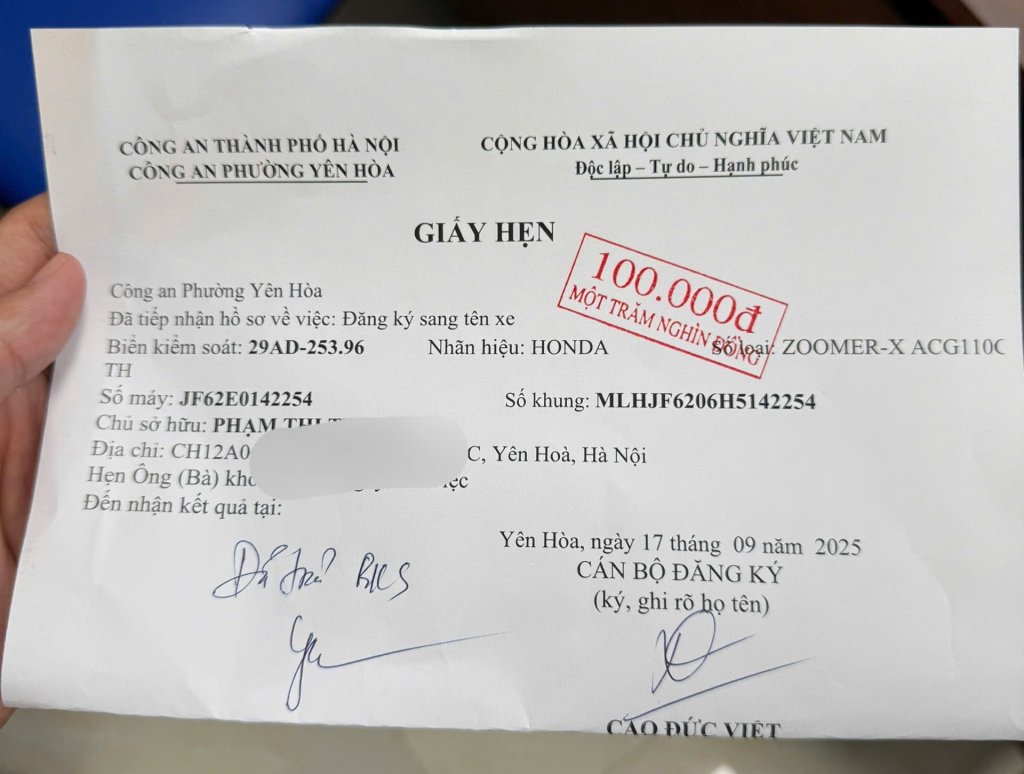 CÔNG AN THÀNH PHỐ HÀ NỘI
CÔNG AN PHƯỜNG YÊN HÒA
CỘNG HÒA XÃ HỘI CHỦ NGHĨA VIỆT NAM
Độc lập – Tự do – Hạnh phúc
GIẤY HẸN
100.000đ
MỘT TRĂM NGHÌN ĐỒNG
Công an Phường Yên Hòa
Đã tiếp nhận hồ sơ về việc: Đăng ký sang tên xe
Biển kiểm soát: 29AD-253.96 Nhãn hiệu: HONDA Số loại: ZOOMER-X ACG110C
TH
Số máy: JF62E0142254 Số khung: MLHJF6206H5142254
Chủ sở hữu: PHẠM THỊ
Địa chỉ: CH12A0 C, Yên Hoà, Hà Nội
Hẹn Ông (Bà)
Đến nhận kết quả tại:
Yên Hòa, ngày 17 tháng 09 năm 2025
CÁN BỘ ĐĂNG KÝ
(ký, ghi rõ họ tên)
Đã trả BKS
CAO ĐỨC VIỆT